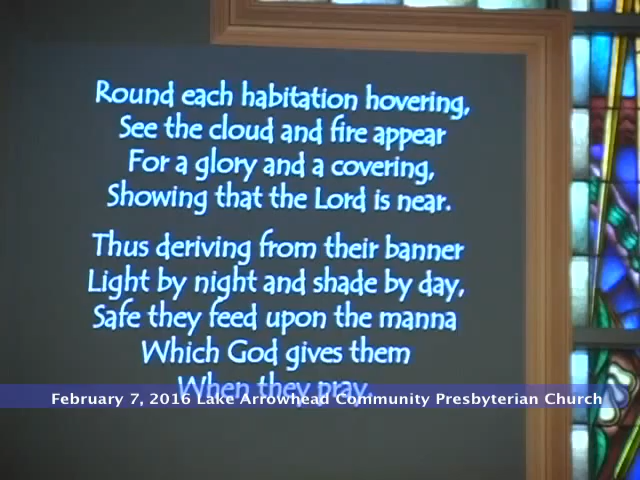 Round each habitation hovering,
See the cloud and fire appear
For a glory and a covering,
Showing that the Lord is near.
Thus deriving from their banner
Light by night and shade by day,
Safe they feed upon the manna
Which God gives them
When they pray.
February 7, 2016 Lake Arrowhead Community Presbyterian Church